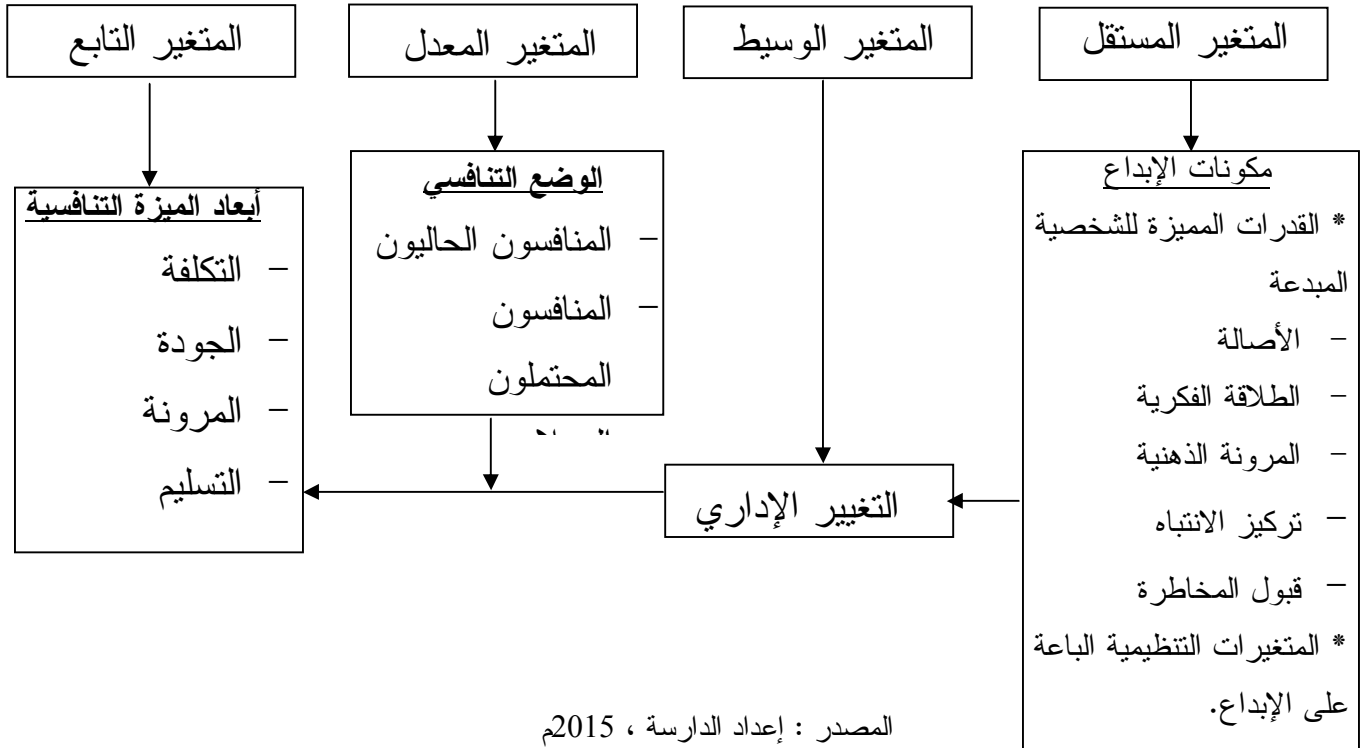 المتغير المستقل
المتغير الوسيط
المتغير المعدل
المتغير التابع
مكونات الإبداع
* القدرات المميزة للشخصية
المبدعة
- الأصالة
- الطلاقة الفكرية
- المرونة الذهنية
- تركيز الانتباه
- قبول المخاطرة
* المتغيرات التنظيمية الباعة
على الإبداع.
التغيير الإداري
الوضع التنافسي
- المنافسون الحاليون
- المنافسون
المحتملون
أبعاد الميزة التنافسية
- التكلفة
- الجودة
- المرونة
- التسليم
المصدر : إعداد الدارسة ، 2015م